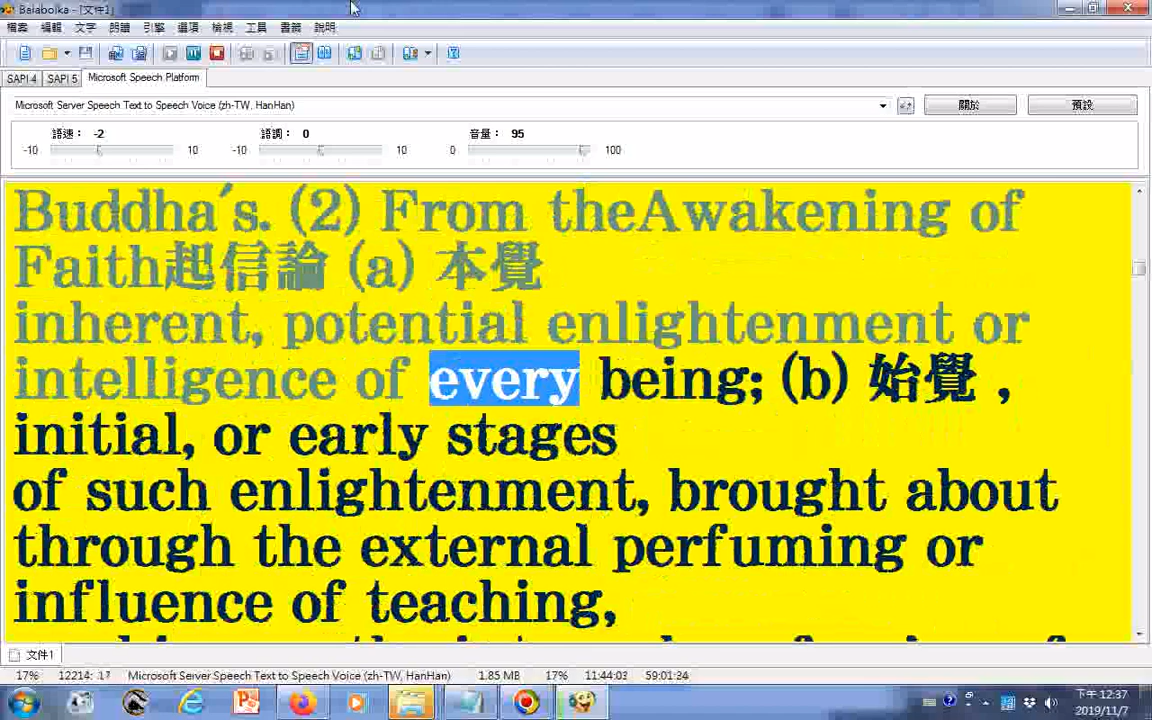 Balabolka - [文件1]
檔案 編輯 文字 朗讀 引擎 選項 檢視 工具 書籤 說明
SAPI 4 SAPI 5 Microsoft Speech Platform
Microsoft Server Speech Text to Speech Voice (zh-TW, HanHan) 關於 預設
語速： -2 語調： 0 音量： 95
-10 10 -10 10 0 100
Buddha's. (2) From theAwakening of
Faith起信論 (a) 本覺
inherent, potential enlightenment or
intelligence of every being; (b) 始覺 ,
initial, or early stages
of such enlightenment, brought about
through the external perfuming or
influence of teaching,
文件1
17% 12214: 17 Microsoft Server Speech Text to Speech Voice (zh-TW, HanHan) 1.85 MB 17% 11:44:03 59:01:34
下午 12:37
2019/11/7